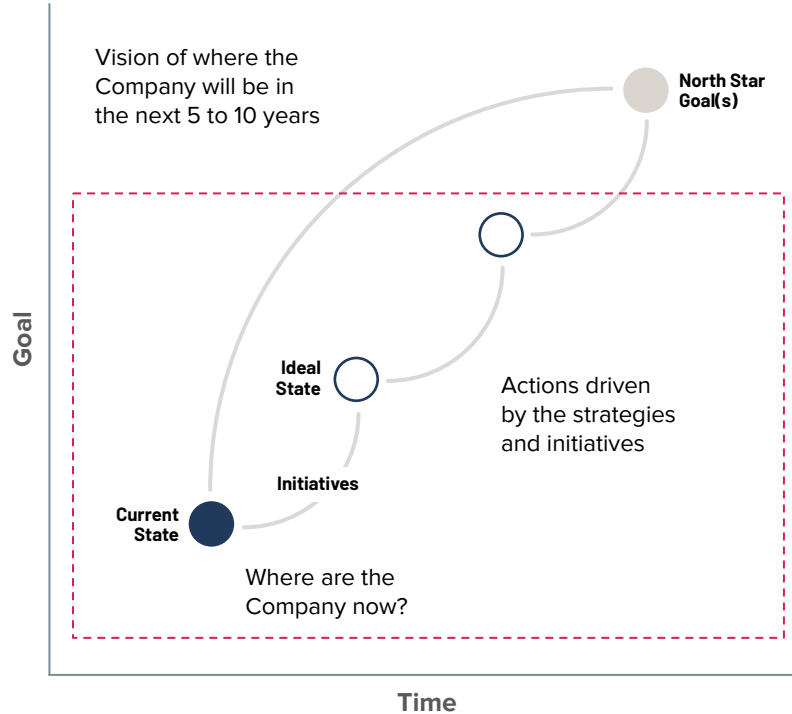 Vision of where the
Company will be in
the next 5 to 10 years
North Star
Goal(s)
Goal
Ideal
State
Actions driven
by the strategies
and initiatives
Initiatives
Current
State
Where are the
Company now?
Time